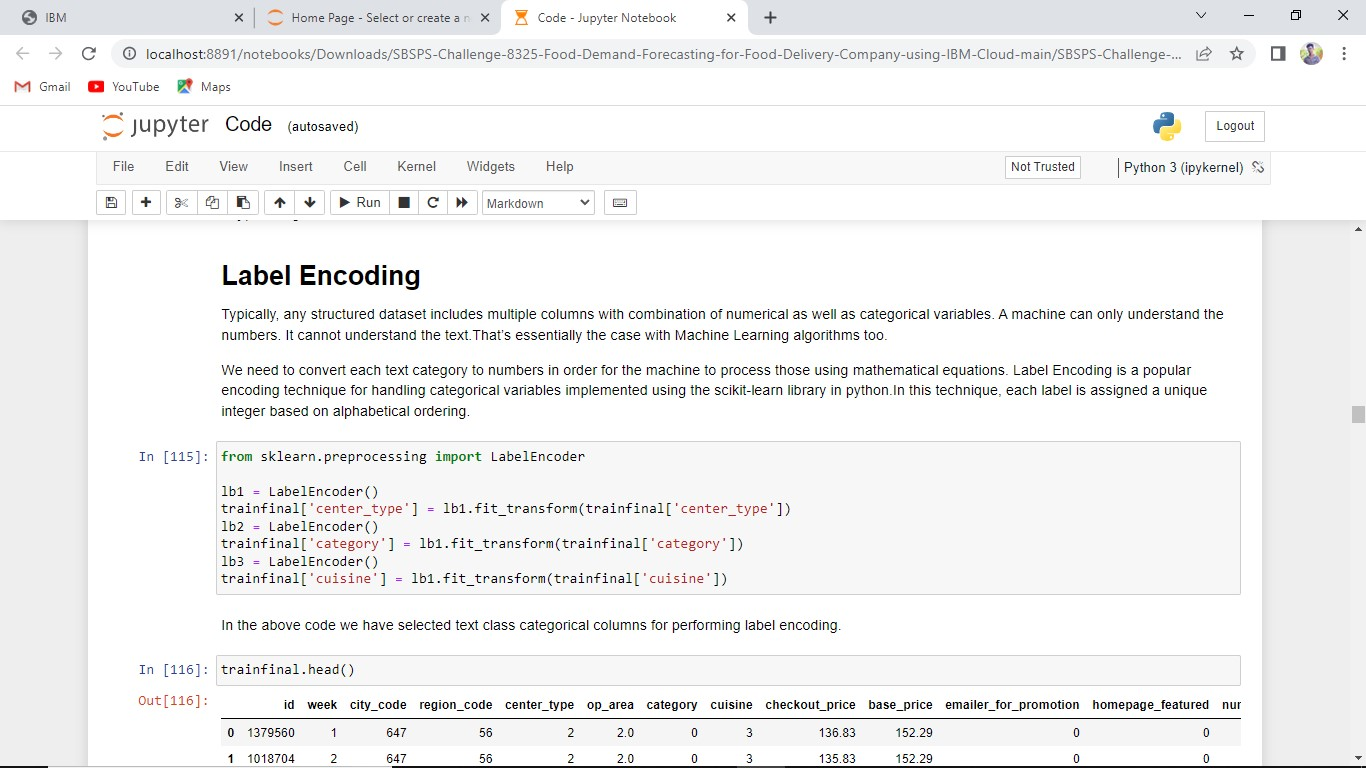 IBM
Home Page - Select or create a n
Code - Jupyter Notebook
localhost:8891/notebooks/Downloads/SBSPS-Challenge-8325-Food-Demand-Forecasting-for-Food-Delivery-Company-using-IBM-Cloud-main/SBSPS-Challenge-...
Gmail YouTube Maps
jupyter Code (autosaved)
Logout
File Edit View Insert Cell Kernel Widgets Help
Not Trusted Python 3 (ipykernel)
Run Markdown
Label Encoding
Typically, any structured dataset includes multiple columns with combination of numerical as well as categorical variables. A machine can only understand the
numbers. It cannot understand the text.That's essentially the case with Machine Learning algorithms too.
We need to convert each text category to numbers in order for the machine to process those using mathematical equations. Label Encoding is a popular
encoding technique for handling categorical variables implemented using the scikit-learn library in python.In this technique, each label is assigned a unique
integer based on alphabetical ordering.
In [115]: from sklearn.preprocessing import LabelEncoder
lb1 = LabelEncoder()
trainfinal['center_type'] = lb1.fit_transform(trainfinal['center_type'])
lb2 = LabelEncoder()
trainfinal['category'] = lb1.fit_transform(trainfinal['category'])
lb3 = LabelEncoder()
trainfinal['cuisine'] = lb1.fit_transform(trainfinal['cuisine'])
In the above code we have selected text class categorical columns for performing label encoding.
In [116]: trainfinal.head()
Out[116]:
id week city_code region_code center_type op_area category cuisine checkout_price base_price emailer_for_promotion homepage_featured nur
0 1379560 1 647 56 2 2.0 0 3 136.83 152.29 0 0
1 1018704 2 647 56 2 2.0 0 3 135.83 152.29 0 0